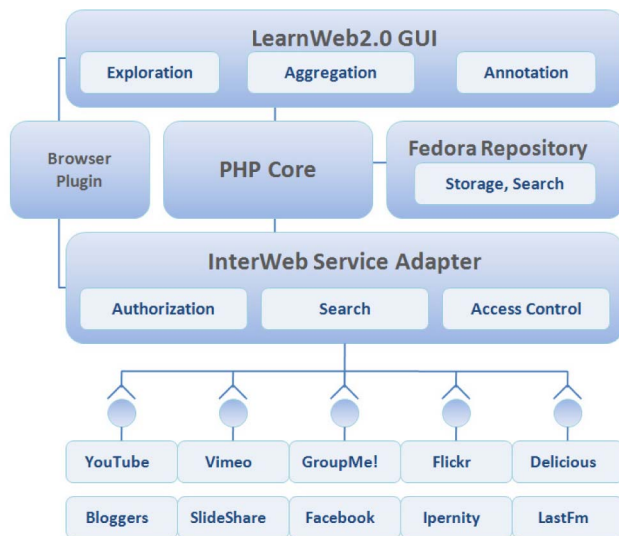 LearnWeb2.0 GUI
Exploration
Aggregation
Annotation
Browser
Plugin
PHP Core
Fedora Repository
Storage, Search
InterWeb Service Adapter
Authorization
Search
Access Control
YouTube
Vimeo
GroupMe!
Flickr
Delicious
Bloggers
SlideShare
Facebook
Ipernity
LastFm